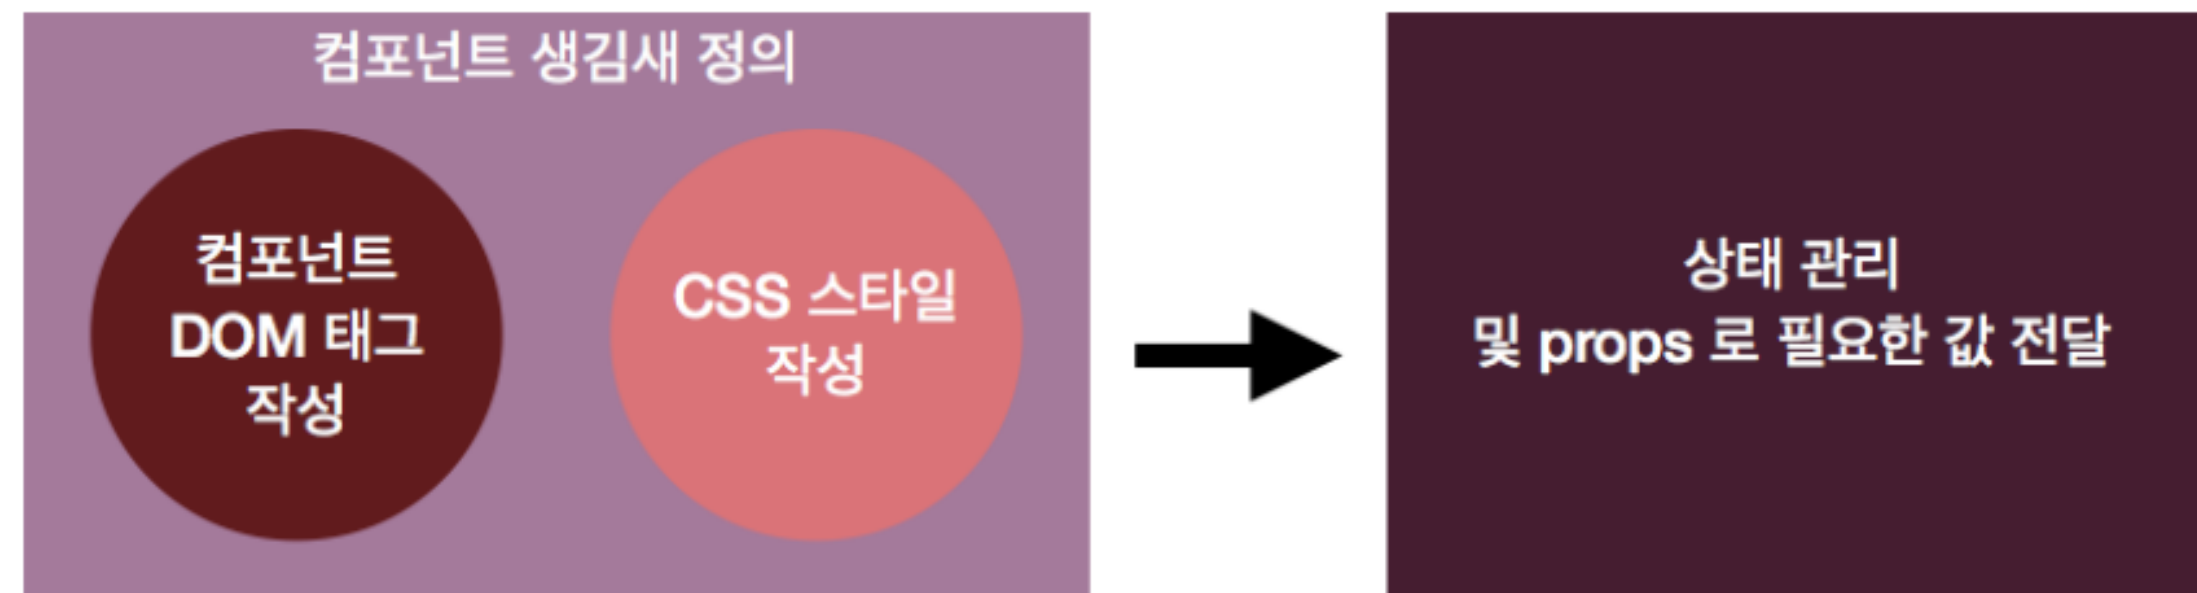 컴포넌트 생김새 정의
컴포넌트
DOM 태그
작성
CSS 스타일
작성
상태 관리
및 props 로 필요한 값 전달